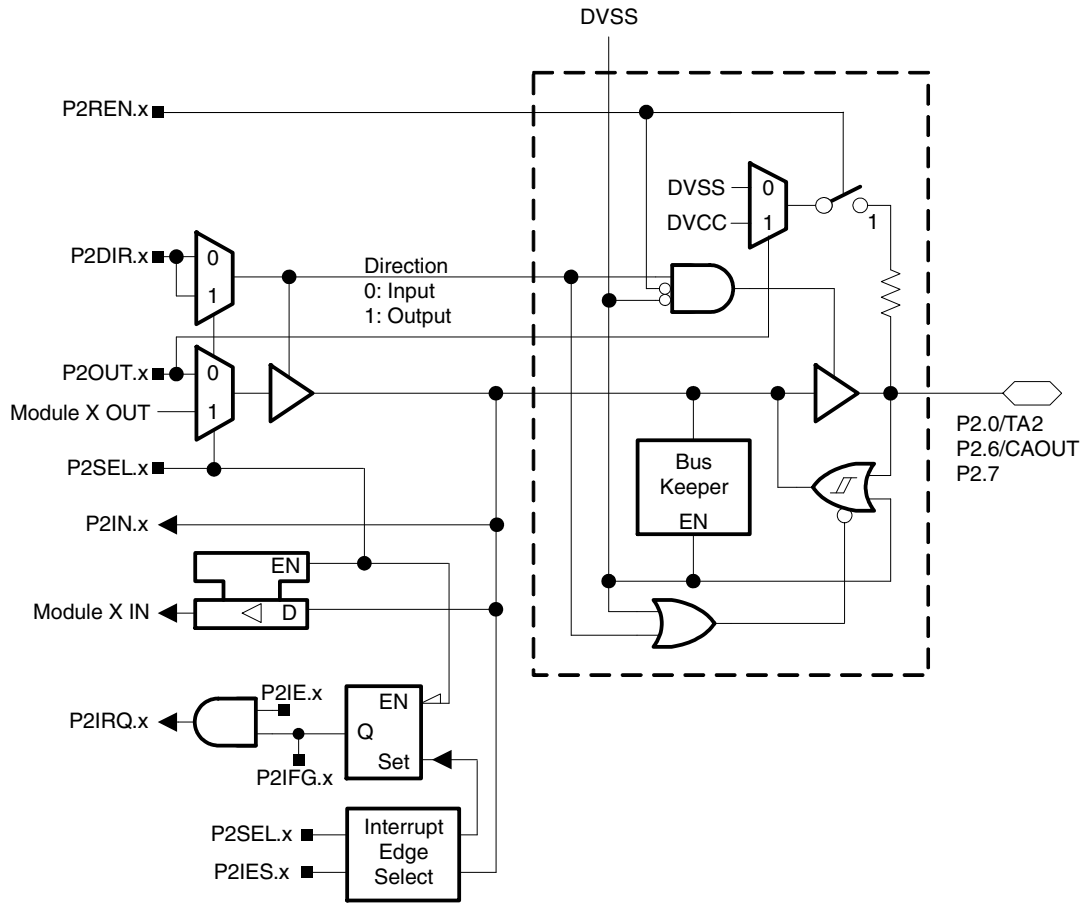 DVSS
P2REN.x
DVSS
0
DVCC
1
1
P2DIR.x
0
1
Direction
0: Input
1: Output
P2OUT.x
0
Module X OUT
1
P2.0/TA2
P2.6/CAOUT
P2.7
P2SEL.x
Bus
Keeper
EN
P2IN.x
EN
Module X IN
D
P2IE.x
P2IRQ.x
EN
Q
Set
P2IFG.x
P2SEL.x
P2IES.x
Interrupt
Edge
Select